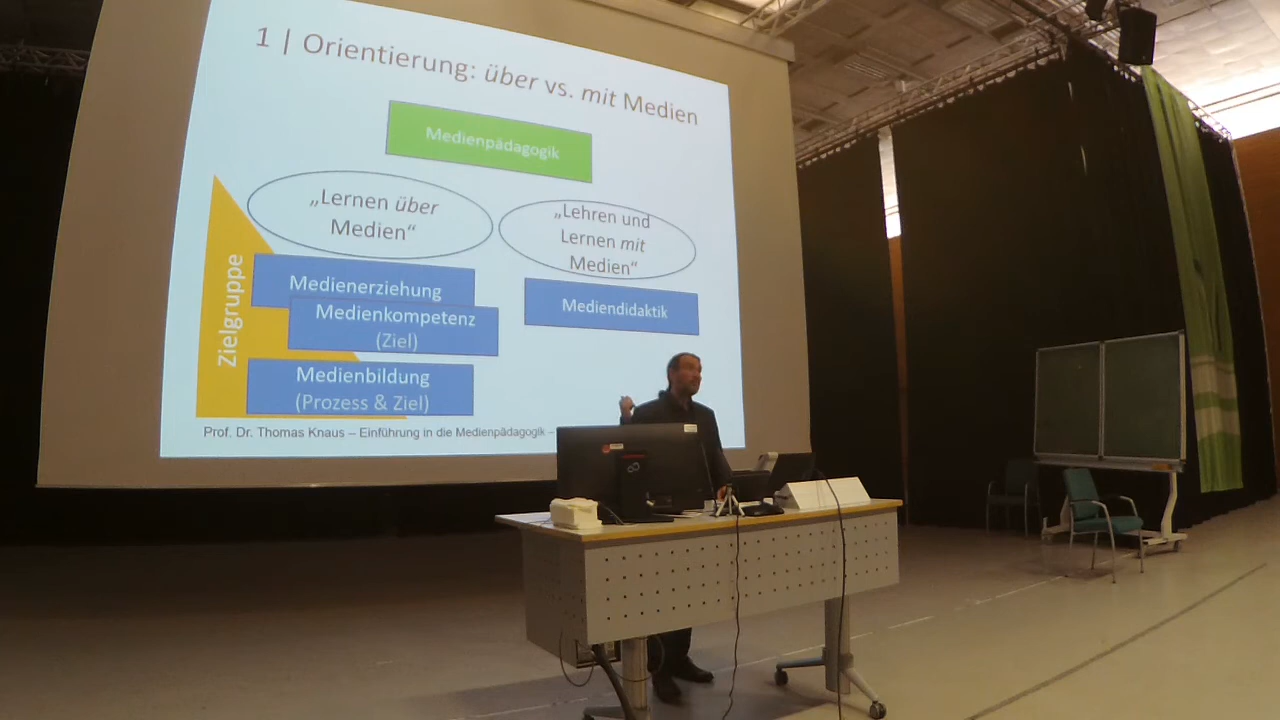 1 | Orientierung: über vs. mit Medien
Medienpädagogik
„Lernen über
Medien“
„Lehren und
Lernen mit
Medien“
Zielgruppe
Medienerziehung
Medienkompetenz
(Ziel)
Mediendidaktik
Medienbildung
(Prozess & Ziel)
Prof. Dr. Thomas Knaus – Einführung in die Medienpädagogik –